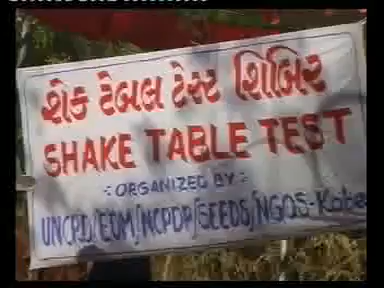 શેક ટેબલ ટેસ્ટ શિબિર
SHAKE TABLE TEST
:ORGANIZED BY:
UNCRD/EDM/NCPDP/SEEDS/NGOS-Kobe